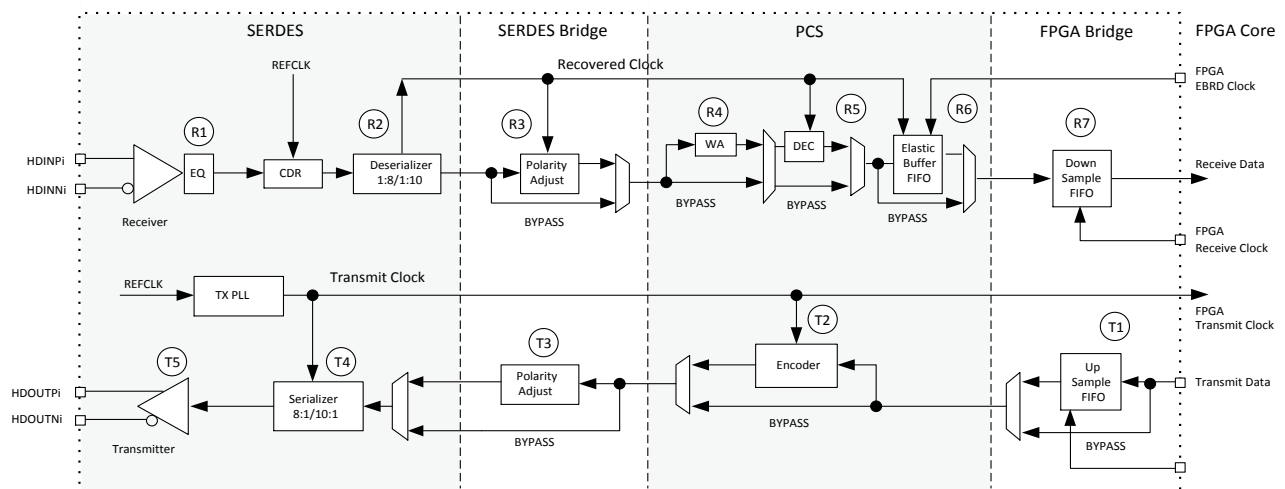 SERDES
SERDES Bridge
PCS
FPGA Bridge
FPGA Core
REFCLK
Recovered Clock
FPGA
EBRD Clock
R1
R2
R3
R4
R5
R6
R7
HDINPi
HDINNi
EQ
CDR
Deserializer
1:8/1:10
Polarity
Adjust
WA
DEC
Elastic
Buffer
FIFO
Down
Sample
FIFO
Receive Data
Receiver
BYPASS
BYPASS
BYPASS
BYPASS
FPGA
Receive Clock
REFCLK
TX PLL
Transmit Clock
FPGA
Transmit Clock
T5
T4
T3
T2
T1
HDOUTPi
HDOUTNi
Serializer
8:1/10:1
Polarity
Adjust
Encoder
Up
Sample
FIFO
Transmit Data
Transmitter
BYPASS
BYPASS
BYPASS